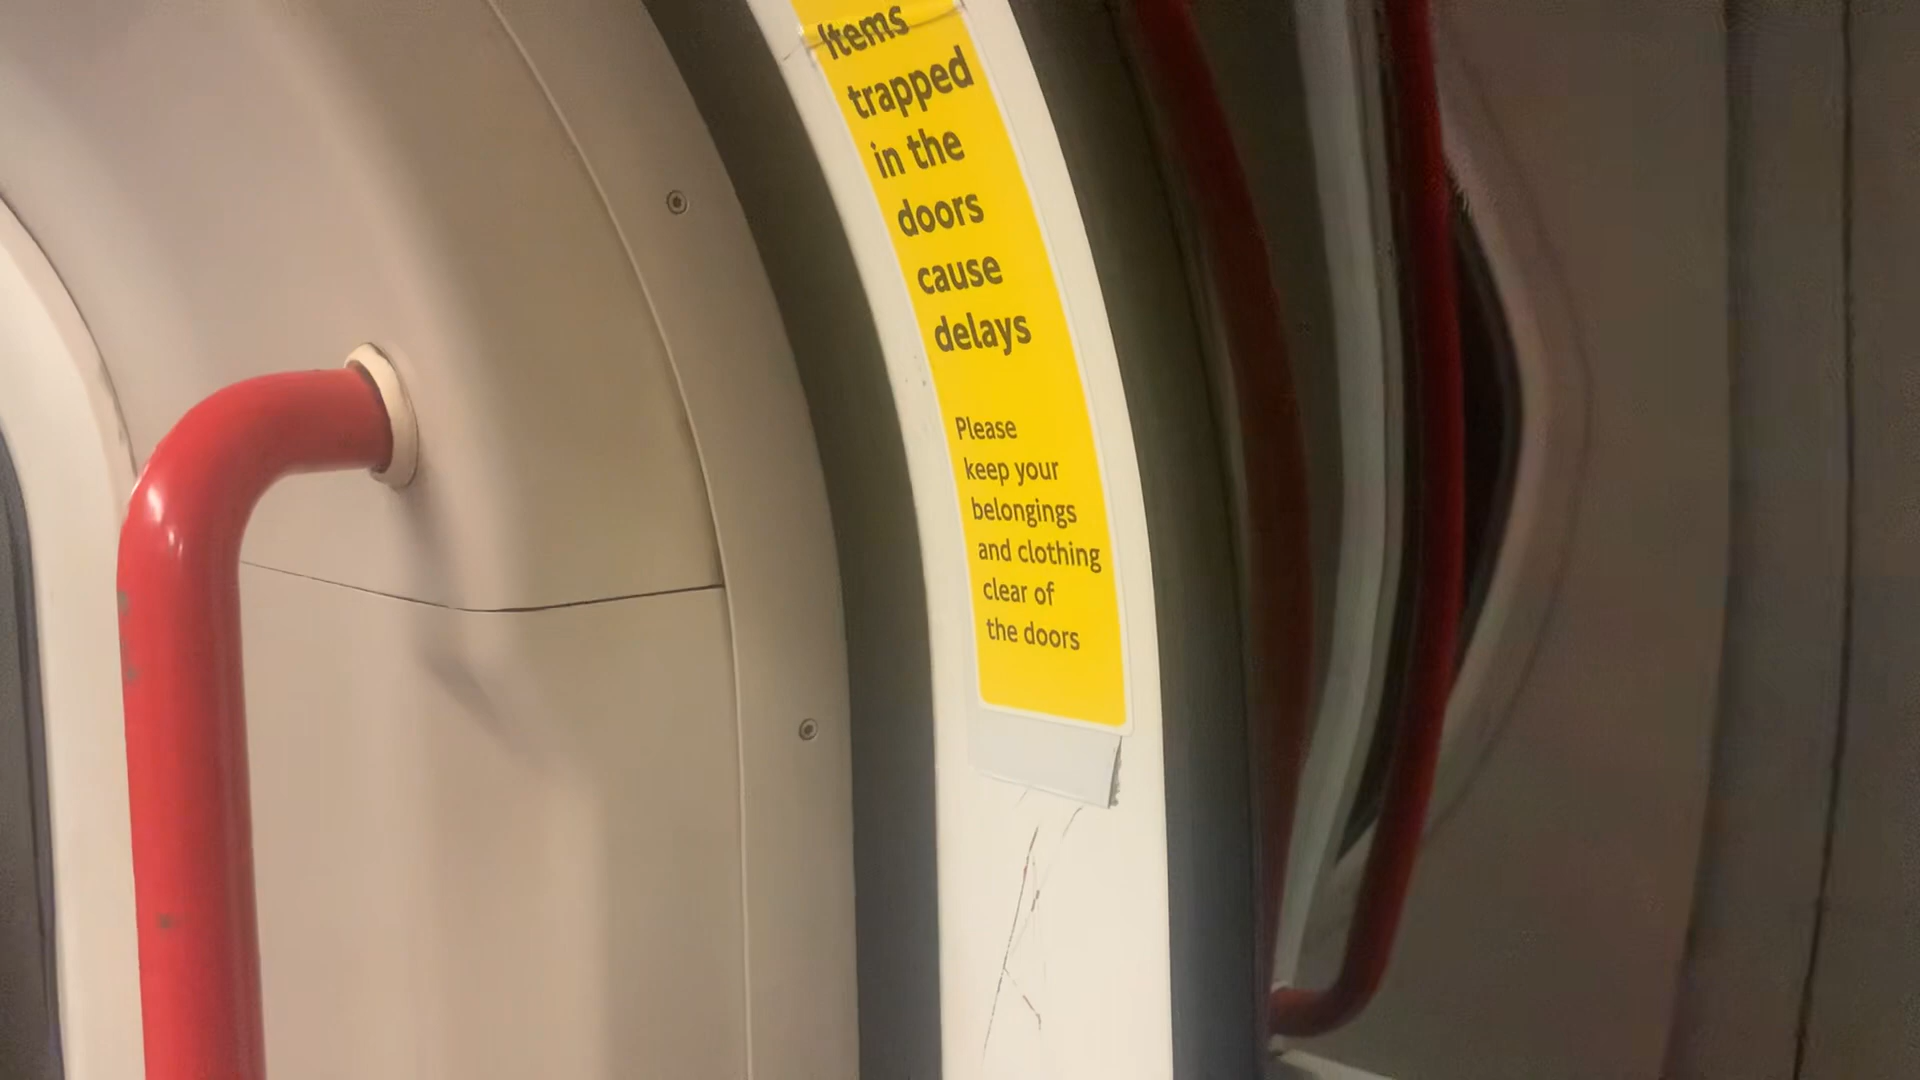 Items
trapped
in the
doors
cause
delays
Please
keep your
belongings
and clothing
clear of
the doors